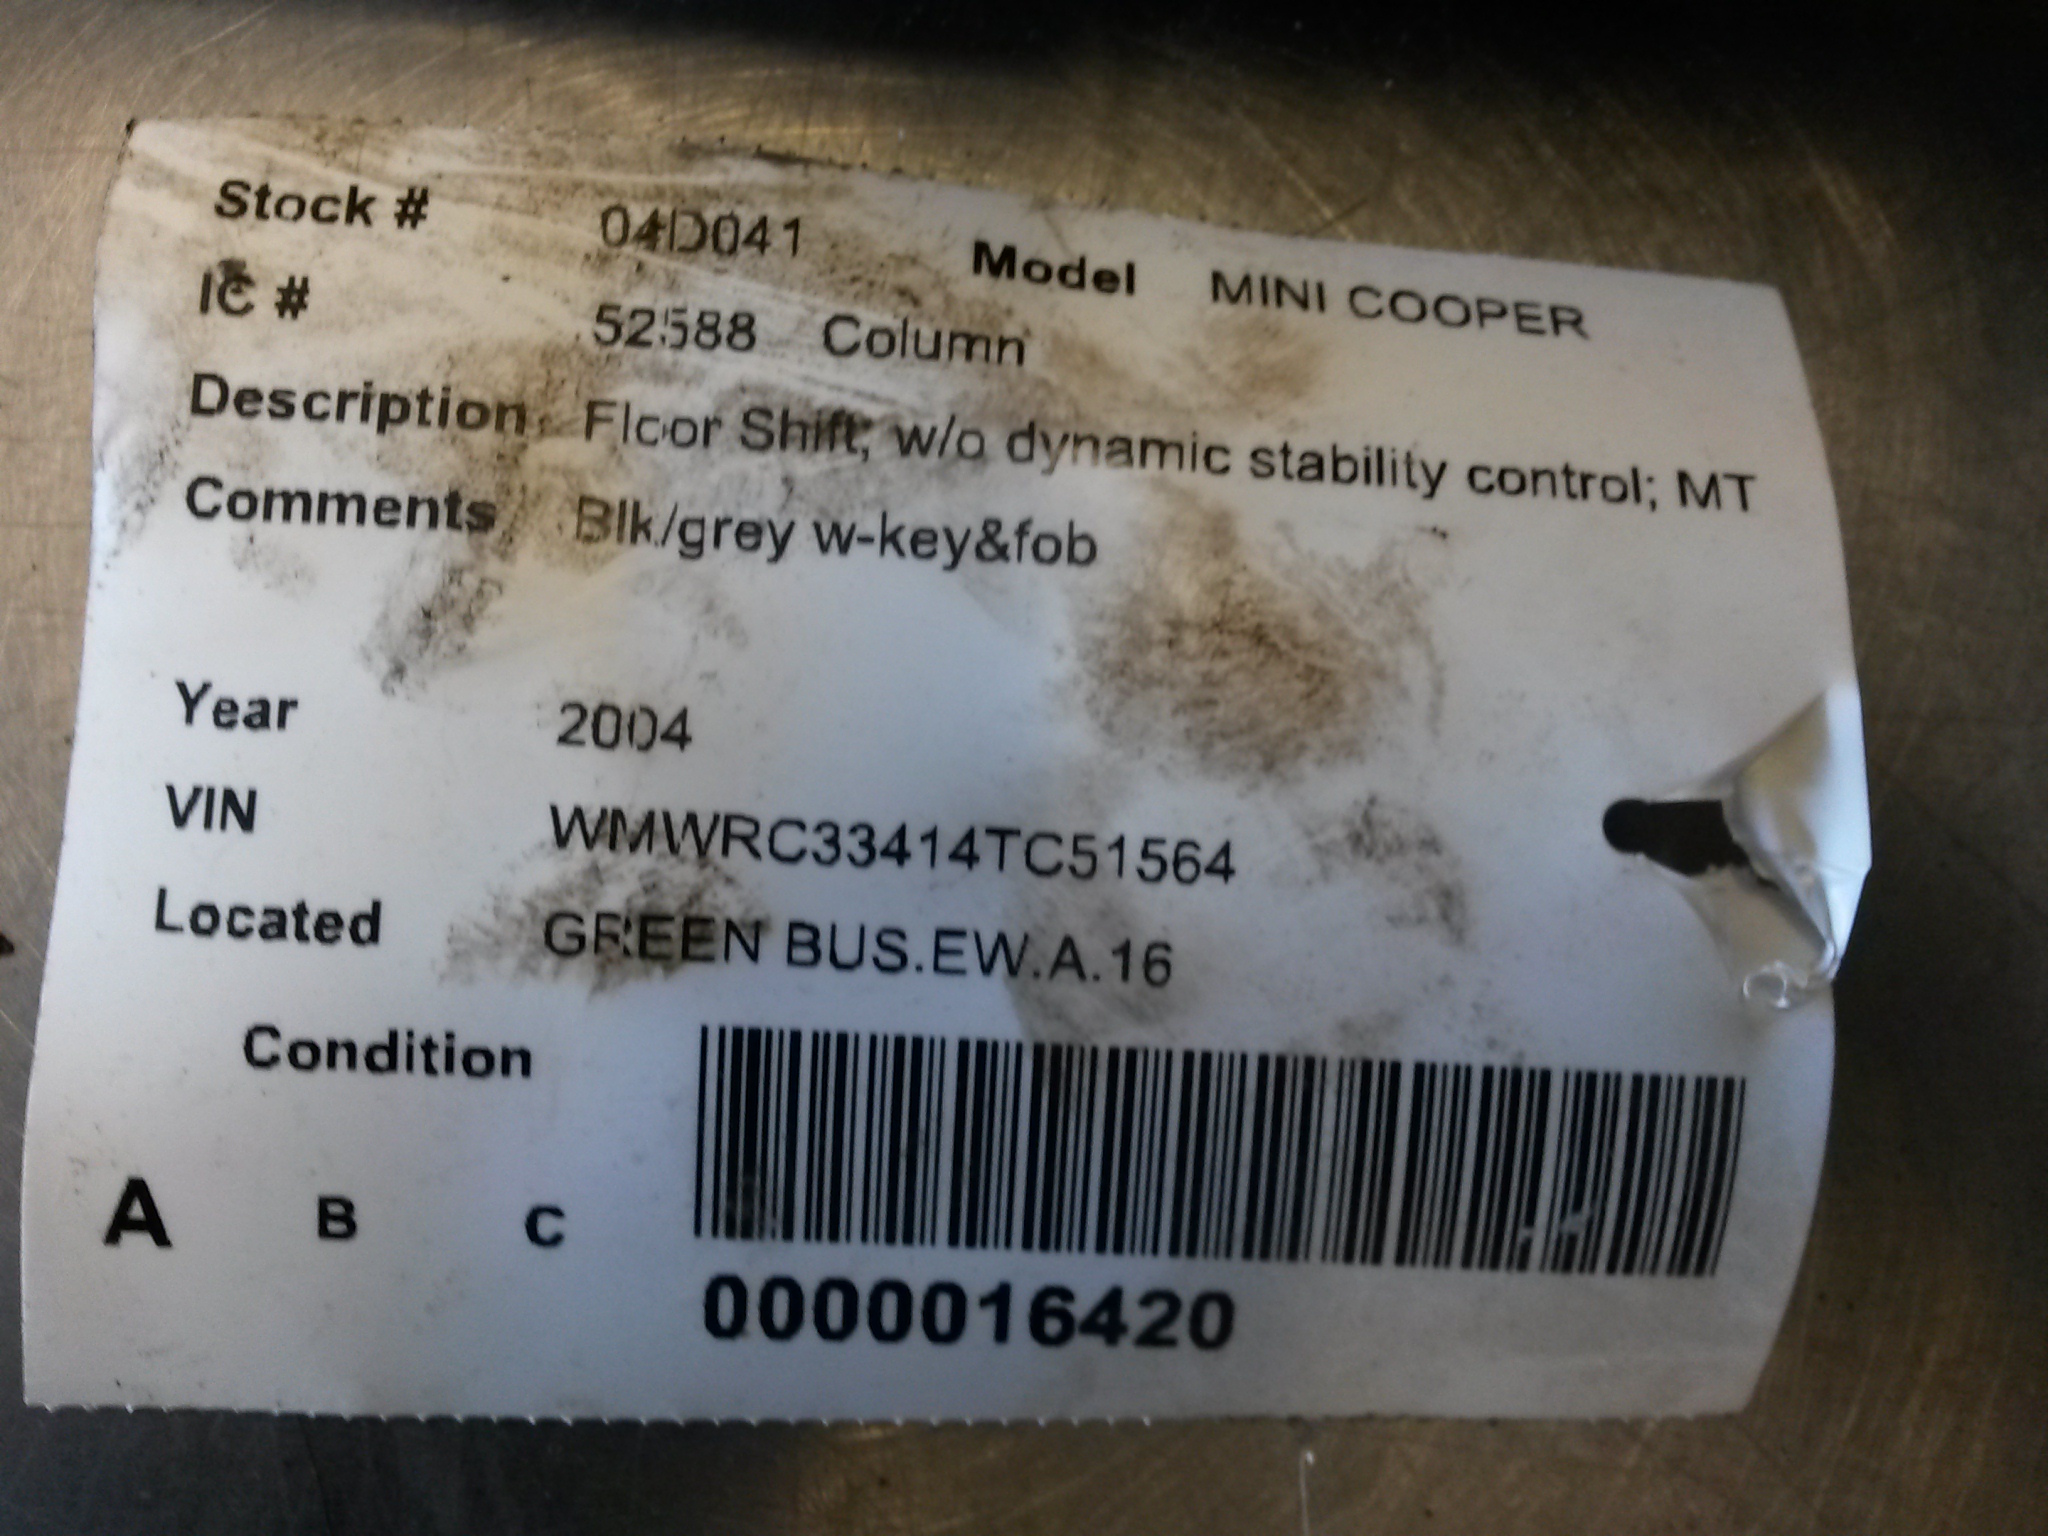 Stock # 04D041 Model MINI COOPER
IC # 52588 Column
Description Floor Shift; w/o dynamic stability control; MT
Comments Blk/grey w-key&fob
Year 2004
VIN WMWRC33414TC51564
Located GREEN BUS.EW.A.16
Condition
A B C
0000016420